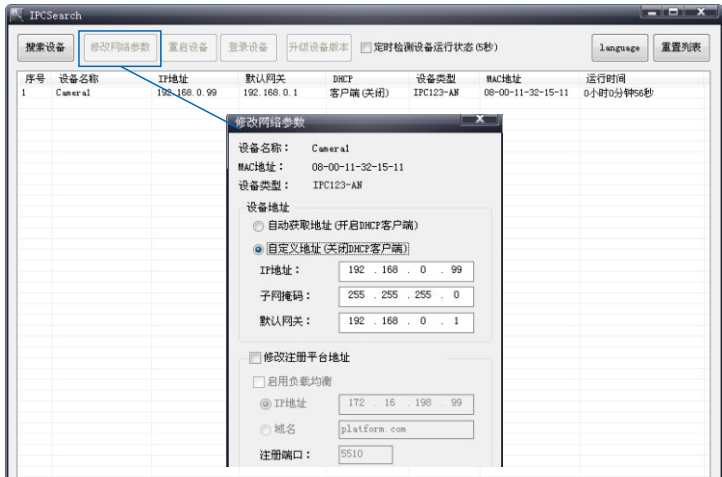 IPCSearch
搜索设备 修改网络参数 重启设备 登录设备 升级设备版本 定时检测设备运行状态(5秒) language 重置列表
序号 设备名称 IP地址 默认网关 DHCP 设备类型 MAC地址 运行时间
1 Camera1 192.168.0.99 192.168.0.1 客户端(关闭) IPC123-AN 08-00-11-32-15-11 0小时0分钟56秒
修改网络参数
设备名称： Camera1
MAC地址： 08-00-11-32-15-11
设备类型： IPC123-AN
设备地址
自动获取地址(开启DHCP客户端)
自定义地址(关闭DHCP客户端)
IP地址： 192 . 168 . 0 . 99
子网掩码： 255 . 255 . 255 . 0
默认网关： 192 . 168 . 0 . 1
修改注册平台地址
启用负载均衡
IP地址 172 . 16 . 198 . 99
域名 platform.com
注册端口： 5510